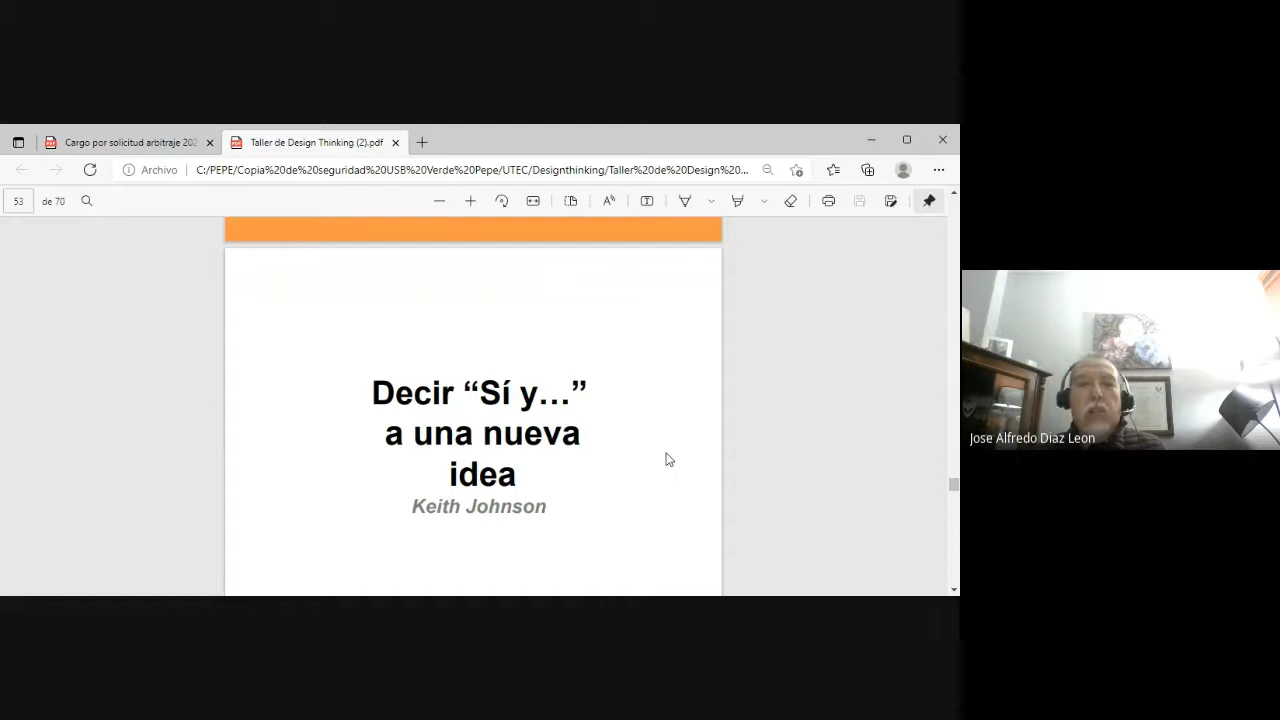 Cargo por solicitud arbitraje 202
Taller de Design Thinking (2).pdf
Archivo
C:/PEPE/Copia%20de%20seguridad%20USB%20Verde%20Pepe/UTEC/Designthinking/Taller%20de%20Design%20...
53 de 70
Decir “Sí y…”
a una nueva
idea
Keith Johnson
Jose Alfredo Diaz Leon